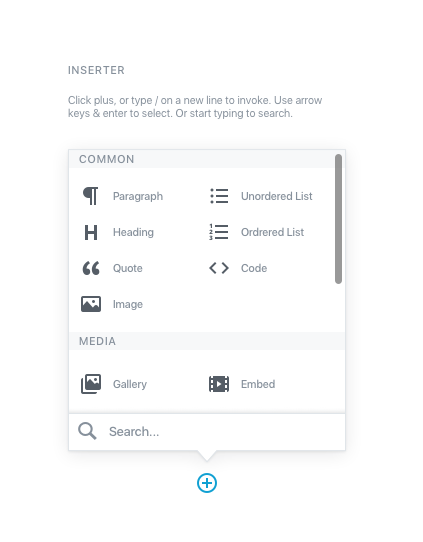 INSERTER
Click plus, or type / on a new line to invoke. Use arrow
keys & enter to select. Or start typing to search.
COMMON
Paragraph
Unordered List
Heading
Ordrered List
Quote
Code
Image
MEDIA
Gallery
Embed
Search...